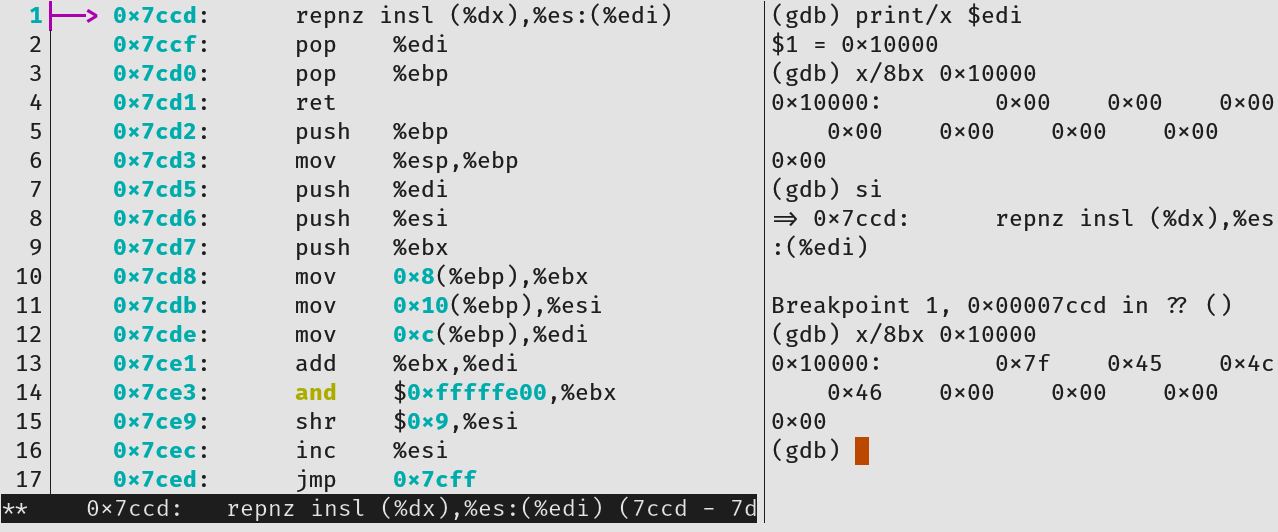 1 0x7ccd: repnz insl (%dx),%es:(%edi)
2 0x7ccf: pop %edi
3 0x7cd0: pop %ebp
4 0x7cd1: ret
5 0x7cd2: push %ebp
6 0x7cd3: mov %esp,%ebp
7 0x7cd5: push %edi
8 0x7cd6: push %esi
9 0x7cd7: push %ebx
10 0x7cd8: mov 0x8(%ebp),%ebx
11 0x7cdb: mov 0x10(%ebp),%esi
12 0x7cde: mov 0xc(%ebp),%edi
13 0x7ce1: add %ebx,%edi
14 0x7ce3: and $0xfffffe00,%ebx
15 0x7ce9: shr $0x9,%esi
16 0x7cec: inc %esi
17 0x7ced: jmp 0x7cff
** 0x7ccd: repnz insl (%dx),%es:(%edi) (7ccd - 7d
(gdb) print/x $edi
$1 = 0x10000
(gdb) x/8bx 0x10000
0x10000: 0x00 0x00 0x00
0x00 0x00 0x00 0x00
0x00
(gdb) si
=> 0x7ccd: repnz insl (%dx),%es
:(%edi)
Breakpoint 1, 0x00007ccd in ?? ()
(gdb) x/8bx 0x10000
0x10000: 0x7f 0x45 0x4c
0x46 0x00 0x00 0x00
0x00
(gdb)